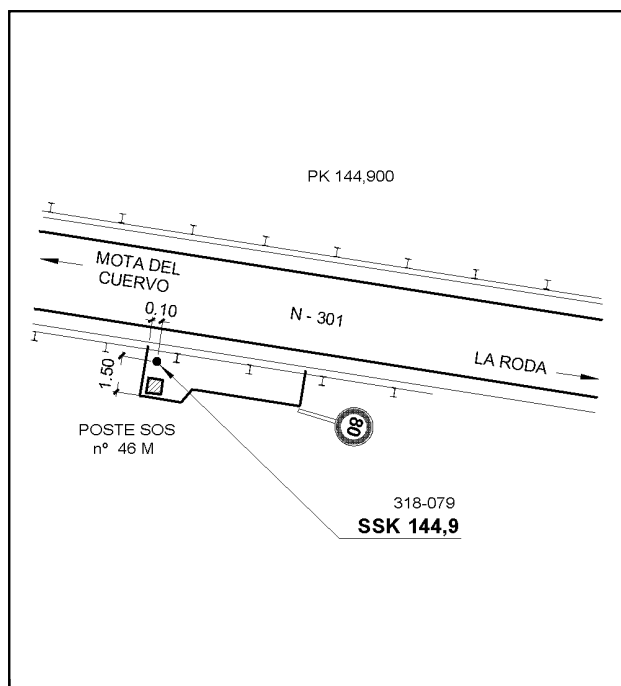 PK 144,900
MOTA DEL
CUERVO
0.10
N - 301
LA RODA
1.50
80
POSTE SOS
nº 46 M
318-079
SSK 144,9